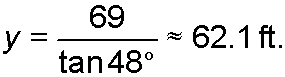 y = 69 / tan 48° ≈ 62.1 ft.